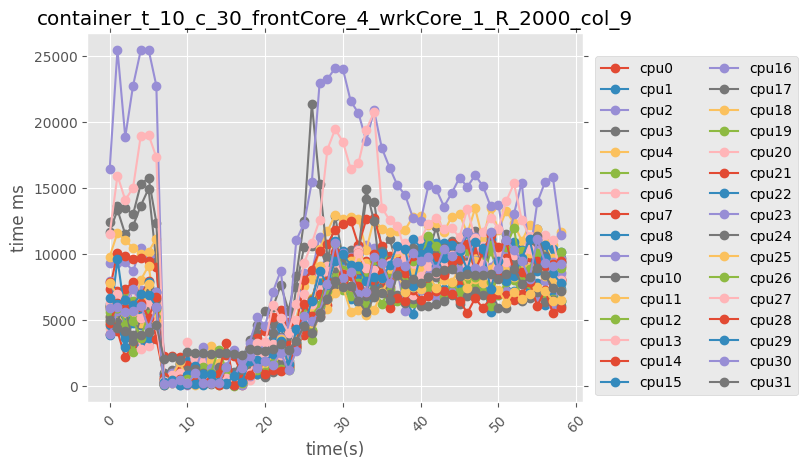 container_t_10_c_30_frontCore_4_wrkCore_1_R_2000_col_9
25000
20000
15000
10000
5000
0
time ms
0
10
20
30
40
50
60
time(s)
cpu0
cpu1
cpu2
cpu3
cpu4
cpu5
cpu6
cpu7
cpu8
cpu9
cpu10
cpu11
cpu12
cpu13
cpu14
cpu15
cpu16
cpu17
cpu18
cpu19
cpu20
cpu21
cpu22
cpu23
cpu24
cpu25
cpu26
cpu27
cpu28
cpu29
cpu30
cpu31